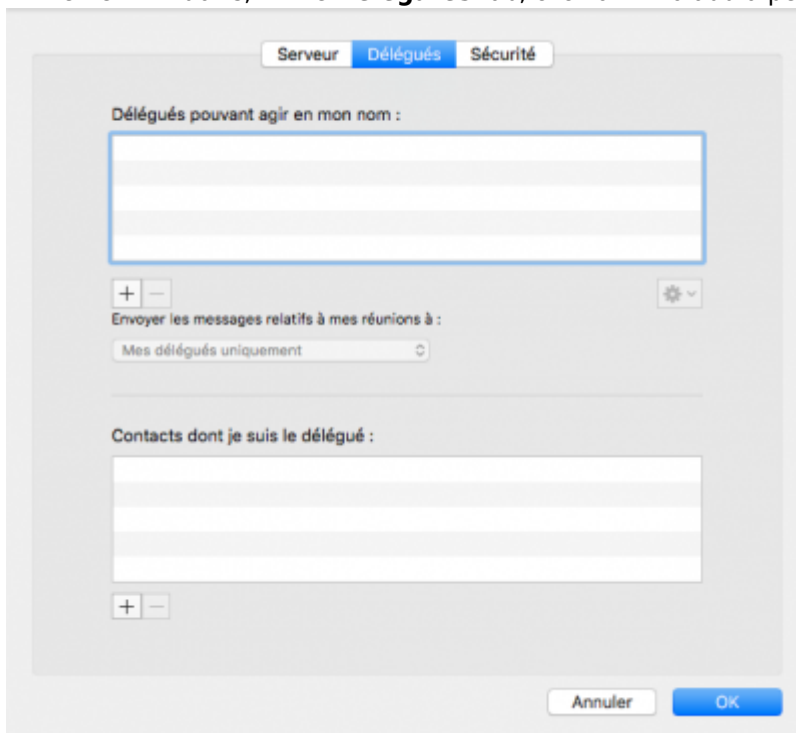 Serveur Délégués Sécurité
Délégués pouvant agir en mon nom :
+ −
Envoyer les messages relatifs à mes réunions à :
Mes délégués uniquement
Contacts dont je suis le délégué :
+ −
Annuler OK